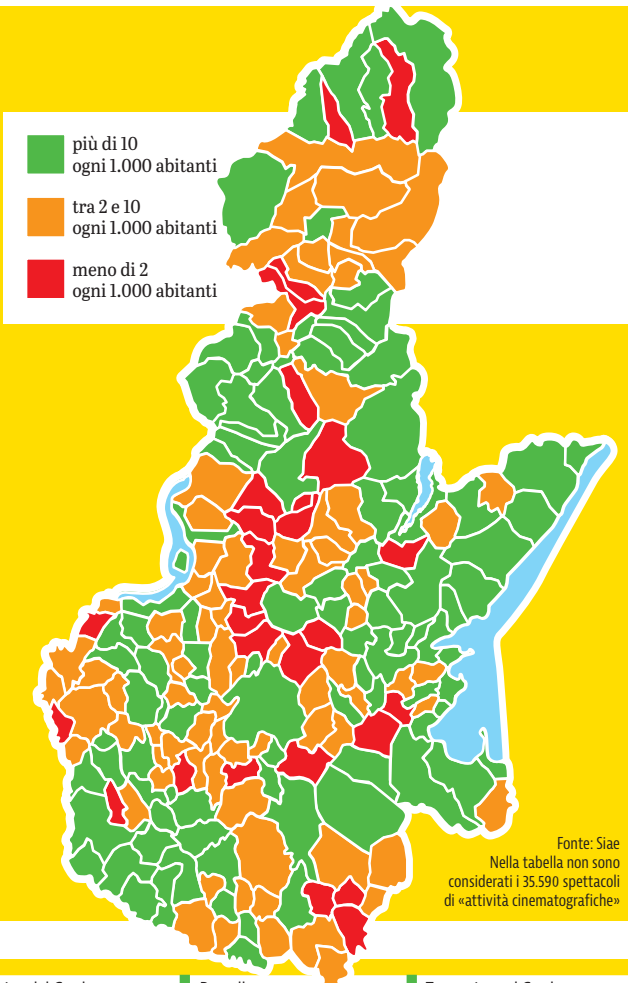 più di 10
ogni 1.000 abitanti
tra 2 e 10
ogni 1.000 abitanti
meno di 2
ogni 1.000 abitanti
Fonte: Siae
Nella tabella non sono
considerati i 35.590 spettacoli
di «attività cinematografiche»